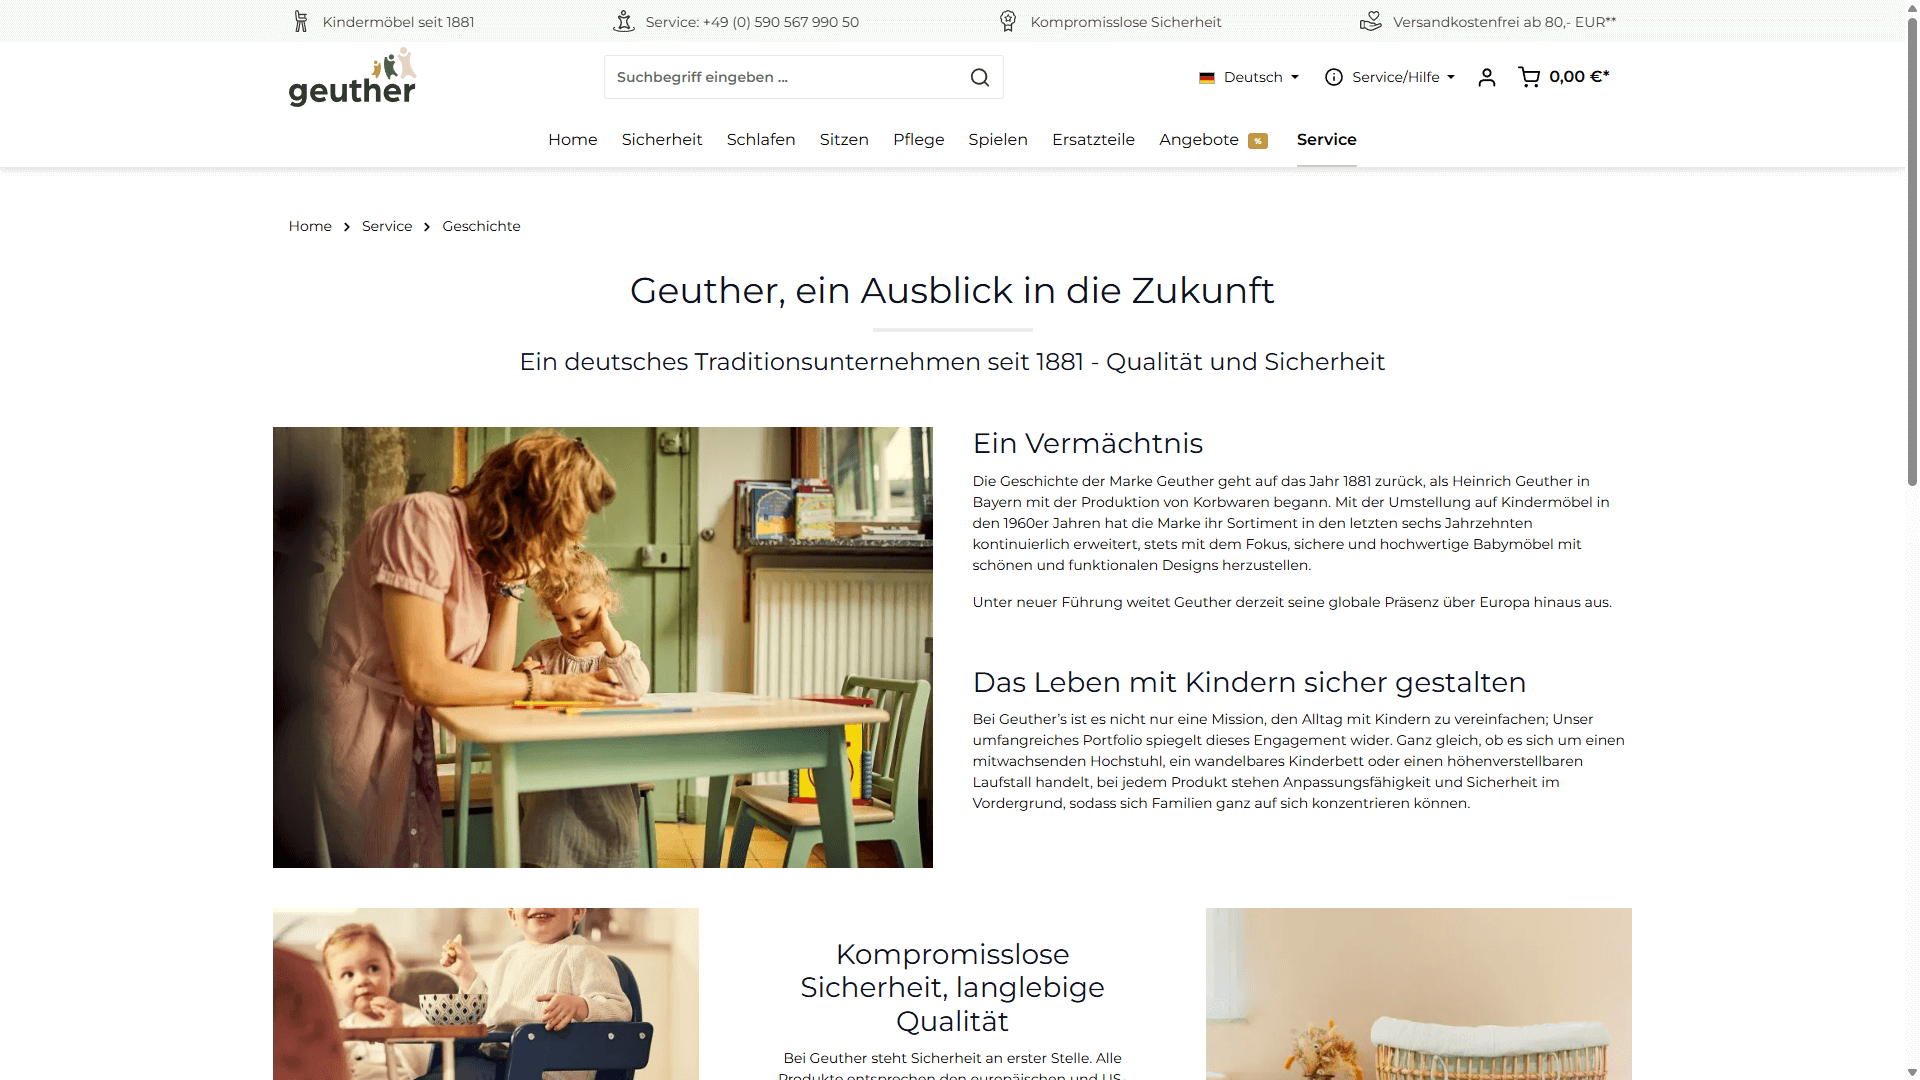 Kindermöbel seit 1881
Service: +49 (0) 590 567 990 50
Kompromisslose Sicherheit
Versandkostenfrei ab 80,- EUR**
geuther
Suchbegriff eingeben ...
Deutsch
Service/Hilfe
0,00 €*
Home
Sicherheit
Schlafen
Sitzen
Pflege
Spielen
Ersatzteile
Angebote %
Service
Home > Service > Geschichte
Geuther, ein Ausblick in die Zukunft
Ein deutsches Traditionsunternehmen seit 1881 - Qualität und Sicherheit
Ein Vermächtnis
Die Geschichte der Marke Geuther geht auf das Jahr 1881 zurück, als Heinrich Geuther in
Bayern mit der Produktion von Korbwaren begann. Mit der Umstellung auf Kindermöbel in
den 1960er Jahren hat die Marke ihr Sortiment in den letzten sechs Jahrzehnten
kontinuierlich erweitert, stets mit dem Fokus, sichere und hochwertige Babymöbel mit
schönen und funktionalen Designs herzustellen.
Unter neuer Führung weitet Geuther derzeit seine globale Präsenz über Europa hinaus aus.
Das Leben mit Kindern sicher gestalten
Bei Geuther’s ist es nicht nur eine Mission, den Alltag mit Kindern zu vereinfachen; Unser
umfangreiches Portfolio spiegelt dieses Engagement wider. Ganz gleich, ob es sich um einen
mitwachsenden Hochstuhl, ein wandelbares Kinderbett oder einen höhenverstellbaren
Laufstall handelt, bei jedem Produkt stehen Anpassungsfähigkeit und Sicherheit im
Vordergrund, sodass sich Familien ganz auf sich konzentrieren können.
Kompromisslose
Sicherheit, langlebige
Qualität
Bei Geuther steht Sicherheit an erster Stelle. Alle
Produkte entsprechen den europäischen und US-